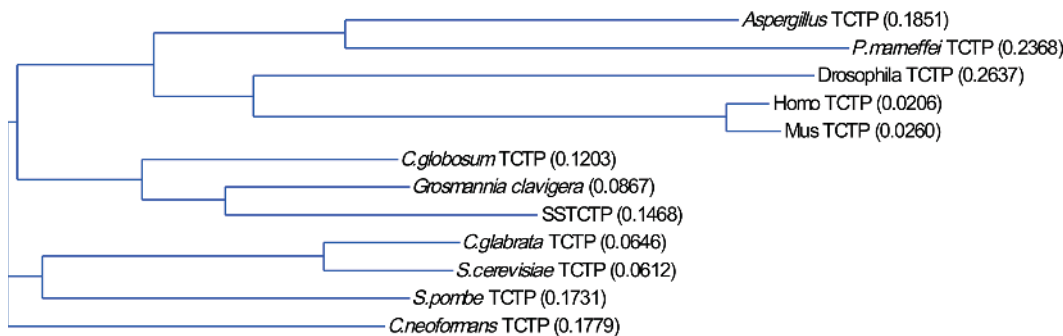 Aspergillus TCTP (0.1851)
P.marneffei TCTP (0.2368)
Drosophila TCTP (0.2637)
Homo TCTP (0.0206)
Mus TCTP (0.0260)
C.globosum TCTP (0.1203)
Grosmannia clavigera (0.0867)
SSTCTP (0.1468)
C.glabrata TCTP (0.0646)
S.cerevisiae TCTP (0.0612)
S.pombe TCTP (0.1731)
C.neoformans TCTP (0.1779)